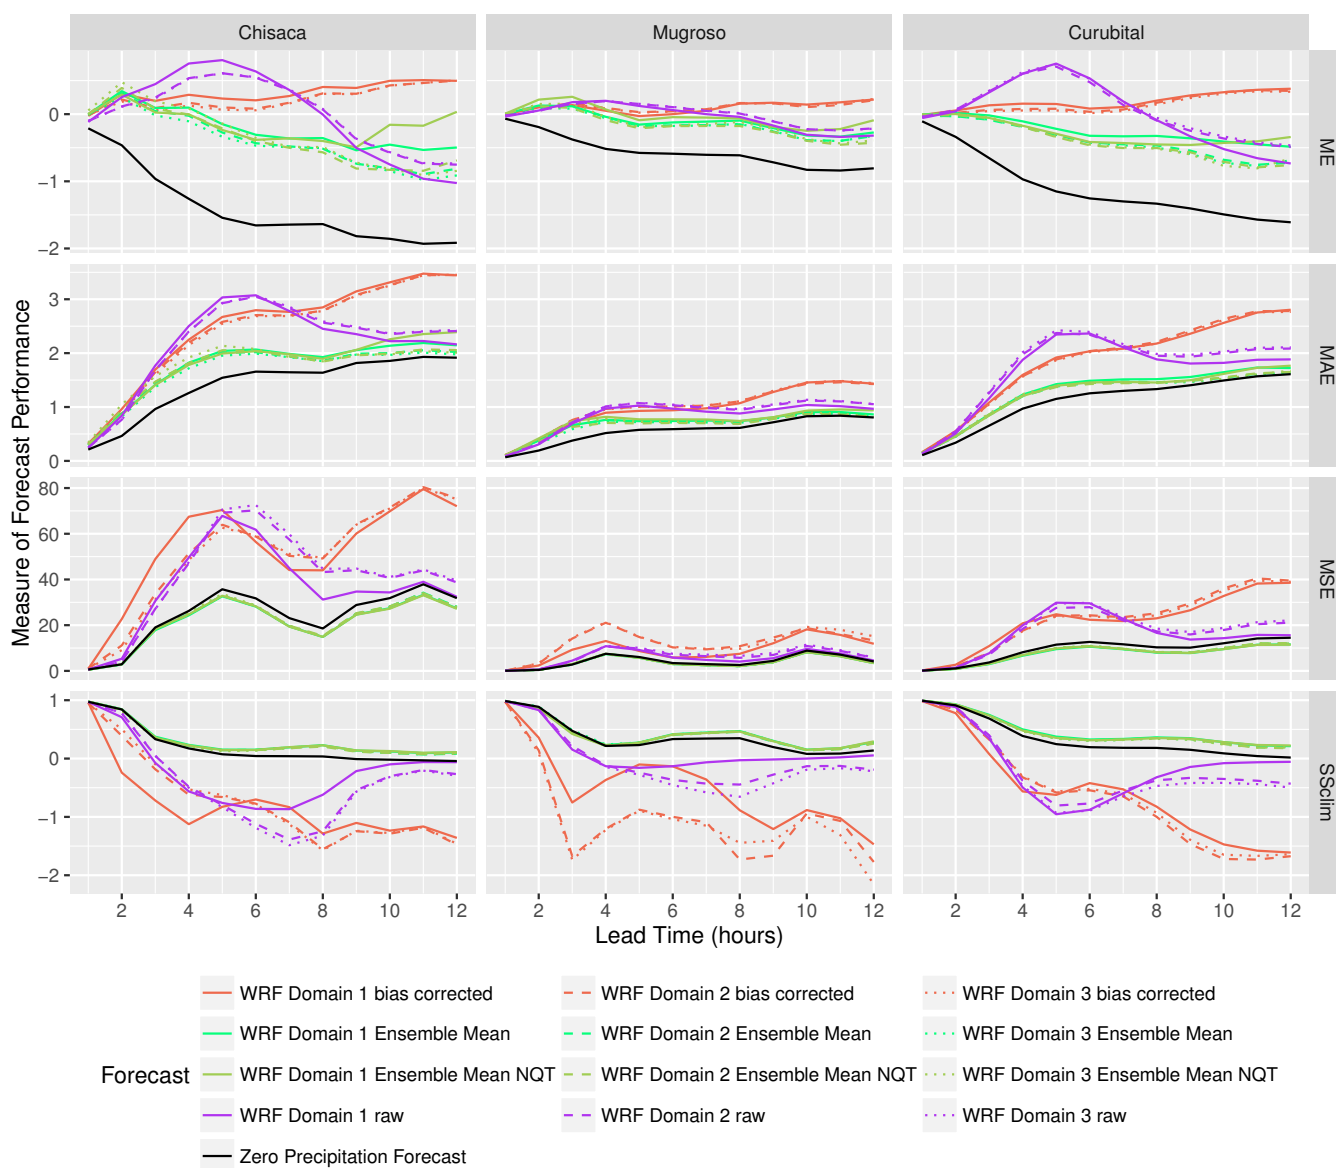 Chisaca Mugroso Curubital
0
−1
−2
ME
3
2
1
0
MAE
80
60
40
20
0
MSE
1
0
−1
−2
SSclim
Measure of Forecast Performance
2 4 6 8 10 12 2 4 6 8 10 12 2 4 6 8 10 12
Lead Time (hours)
WRF Domain 1 bias corrected WRF Domain 2 bias corrected WRF Domain 3 bias corrected
WRF Domain 1 Ensemble Mean WRF Domain 2 Ensemble Mean WRF Domain 3 Ensemble Mean
Forecast WRF Domain 1 Ensemble Mean NQT WRF Domain 2 Ensemble Mean NQT WRF Domain 3 Ensemble Mean NQT
WRF Domain 1 raw WRF Domain 2 raw WRF Domain 3 raw
Zero Precipitation Forecast